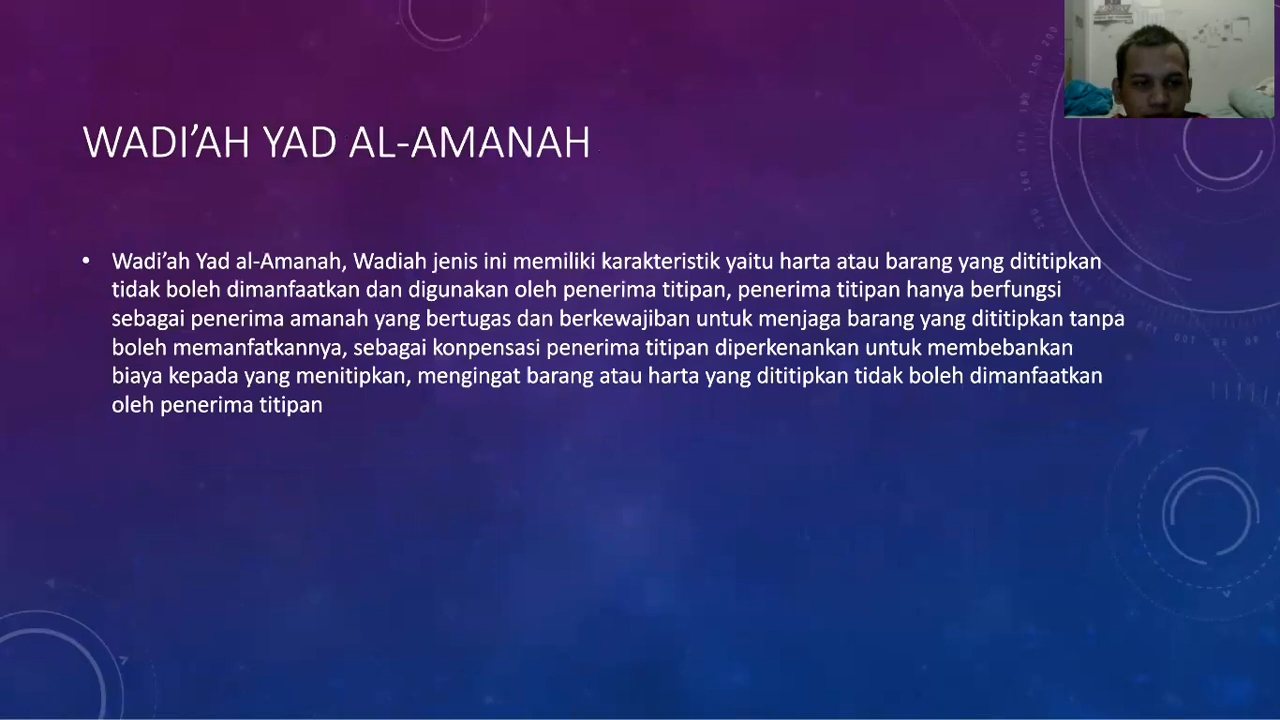 WADI’AH YAD AL-AMANAH
• Wadi’ah Yad al-Amanah, Wadiah jenis ini memiliki karakteristik yaitu harta atau barang yang dititipkan
tidak boleh dimanfaatkan dan digunakan oleh penerima titipan, penerima titipan hanya berfungsi
sebagai penerima amanah yang bertugas dan berkewajiban untuk menjaga barang yang dititipkan tanpa
boleh memanfatkannya, sebagai konpensasi penerima titipan diperkenankan untuk membebankan
biaya kepada yang menitipkan, mengingat barang atau harta yang dititipkan tidak boleh dimanfaatkan
oleh penerima titipan